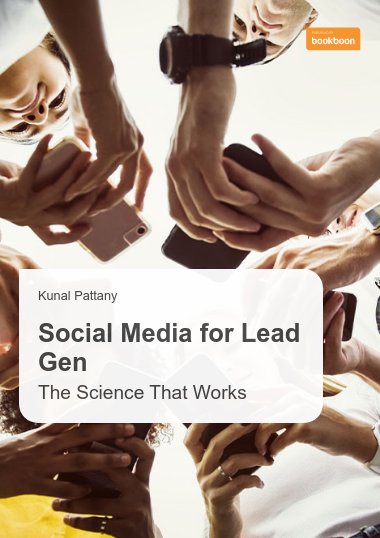 bookboon
Kunal Pattany
Social Media for Lead
Gen
The Science That Works